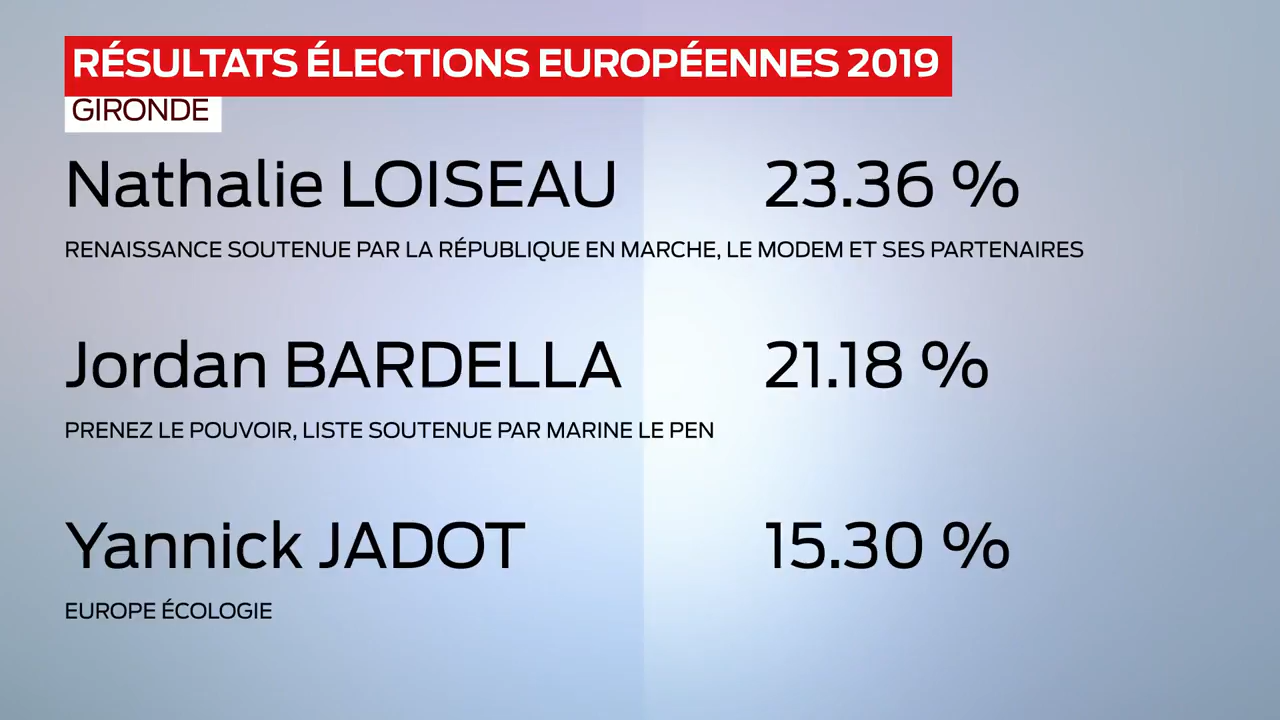 RÉSULTATS ÉLECTIONS EUROPÉENNES 2019
GIRONDE
Nathalie LOISEAU 23.36 %
RENAISSANCE SOUTENUE PAR LA RÉPUBLIQUE EN MARCHE, LE MODEM ET SES PARTENAIRES
Jordan BARDELLA 21.18 %
PRENEZ LE POUVOIR, LISTE SOUTENUE PAR MARINE LE PEN
Yannick JADOT 15.30 %
EUROPE ÉCOLOGIE